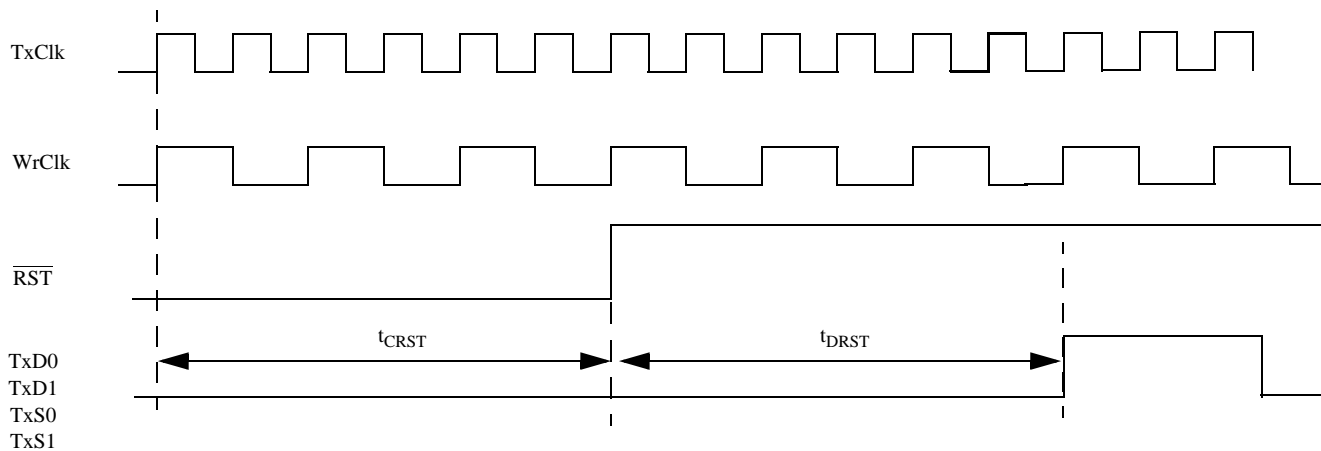 TxClk
WrClk
RST
tCRST
tDRST
TxD0
TxD1
TxS0
TxS1